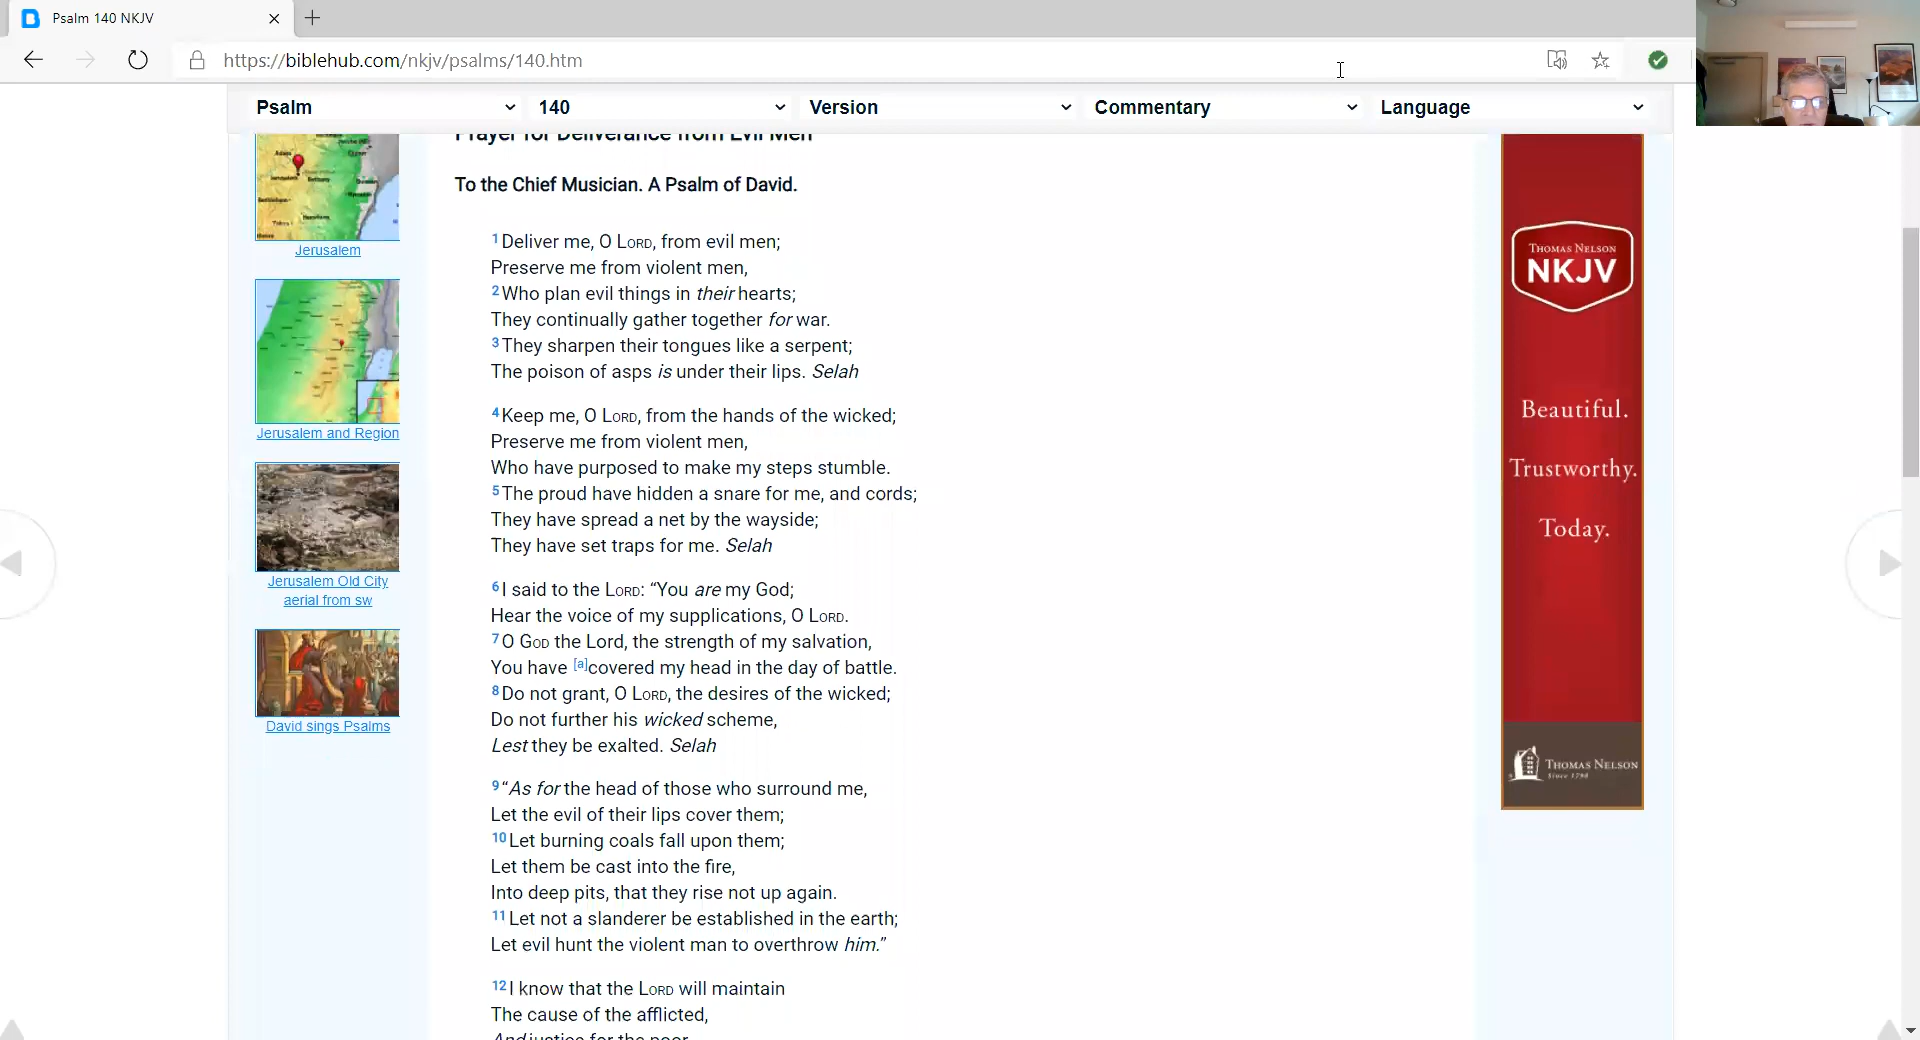 Psalm 140 NKJV
https://biblehub.com/nkjv/psalms/140.htm
Psalm
140
Version
Commentary
Language
Prayer for Deliverance from Evil Men
To the Chief Musician. A Psalm of David.
1 Deliver me, O LORD, from evil men;
Preserve me from violent men,
2 Who plan evil things in their hearts;
They continually gather together for war.
3 They sharpen their tongues like a serpent;
The poison of asps is under their lips. Selah
4 Keep me, O LORD, from the hands of the wicked;
Preserve me from violent men,
Who have purposed to make my steps stumble.
5 The proud have hidden a snare for me, and cords;
They have spread a net by the wayside;
They have set traps for me. Selah
6 I said to the LORD: “You are my God;
Hear the voice of my supplications, O LORD.
7 O GOD the Lord, the strength of my salvation,
You have [a]covered my head in the day of battle.
8 Do not grant, O LORD, the desires of the wicked;
Do not further his wicked scheme,
Lest they be exalted. Selah
9 “As for the head of those who surround me,
Let the evil of their lips cover them;
10 Let burning coals fall upon them;
Let them be cast into the fire,
Into deep pits, that they rise not up again.
11 Let not a slanderer be established in the earth;
Let evil hunt the violent man to overthrow him.”
12 I know that the LORD will maintain
The cause of the afflicted,
And justice for the poor
Jerusalem
Jerusalem and Region
Jerusalem Old City
aerial from sw
David sings Psalms
THOMAS NELSON
NKJV
Beautiful.
Trustworthy.
Today.
THOMAS NELSON
Since 1798